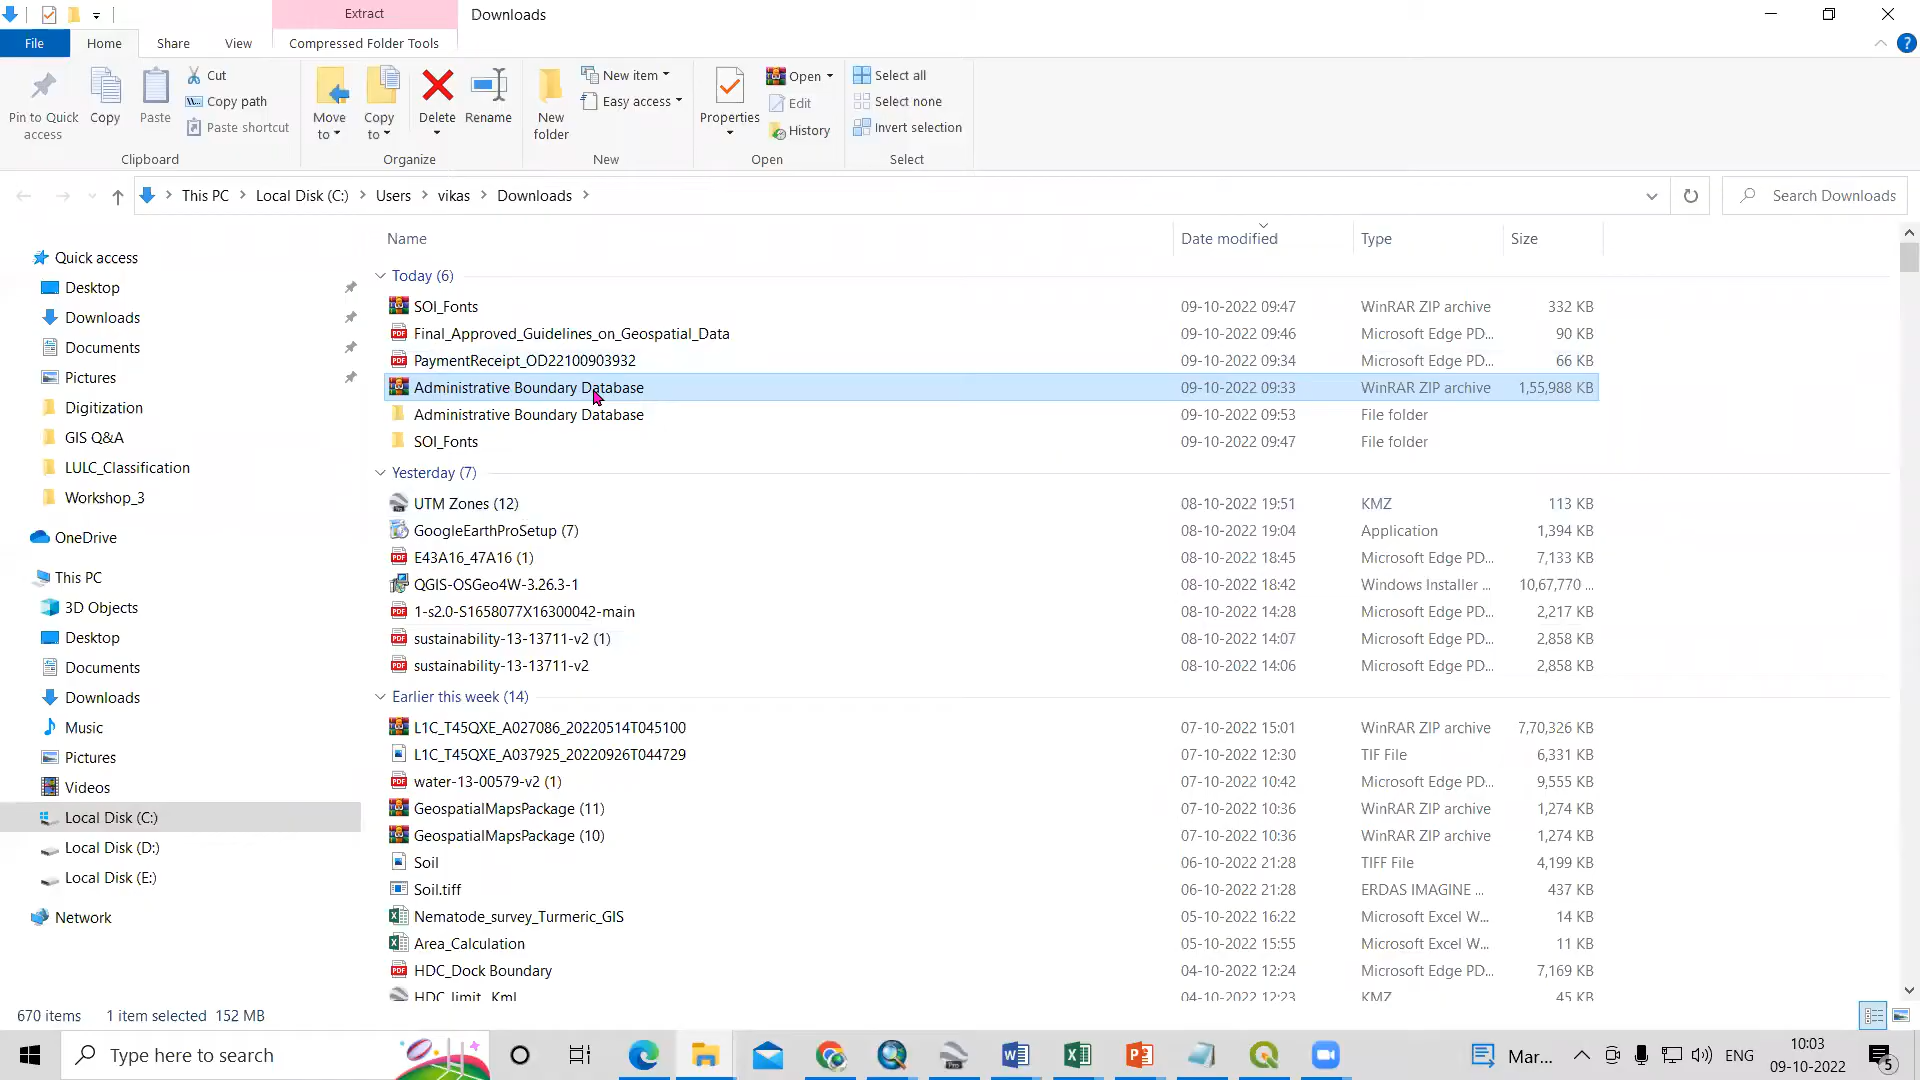 Extract
Downloads
File
Home
Share
View
Compressed Folder Tools
Pin to Quick access
Copy
Paste
Cut
Copy path
Paste shortcut
Clipboard
Move to
Copy to
Delete
Rename
Organize
New folder
New item
Easy access
New
Properties
Open
Edit
History
Open
Select all
Select none
Invert selection
Select
This PC > Local Disk (C:) > Users > vikas > Downloads >
Search Downloads
Name Date modified Type Size
Quick access
Desktop
Downloads
Documents
Pictures
Digitization
GIS Q&A
LULC_Classification
Workshop_3
OneDrive
This PC
3D Objects
Desktop
Documents
Downloads
Music
Pictures
Videos
Local Disk (C:)
Local Disk (D:)
Local Disk (E:)
Network
Today (6)
SOI_Fonts 09-10-2022 09:47 WinRAR ZIP archive 332 KB
Final_Approved_Guidelines_on_Geospatial_Data 09-10-2022 09:46 Microsoft Edge PD... 90 KB
PaymentReceipt_OD22100903932 09-10-2022 09:34 Microsoft Edge PD... 66 KB
Administrative Boundary Database 09-10-2022 09:33 WinRAR ZIP archive 1,55,988 KB
Administrative Boundary Database 09-10-2022 09:53 File folder
SOI_Fonts 09-10-2022 09:47 File folder
Yesterday (7)
UTM Zones (12) 08-10-2022 19:51 KMZ 113 KB
GoogleEarthProSetup (7) 08-10-2022 19:04 Application 1,394 KB
E43A16_47A16 (1) 08-10-2022 18:45 Microsoft Edge PD... 7,133 KB
QGIS-OSGeo4W-3.26.3-1 08-10-2022 18:42 Windows Installer ... 10,67,770 ...
1-s2.0-S1658077X16300042-main 08-10-2022 14:28 Microsoft Edge PD... 2,217 KB
sustainability-13-13711-v2 (1) 08-10-2022 14:07 Microsoft Edge PD... 2,858 KB
sustainability-13-13711-v2 08-10-2022 14:06 Microsoft Edge PD... 2,858 KB
Earlier this week (14)
L1C_T45QXE_A027086_20220514T045100 07-10-2022 15:01 WinRAR ZIP archive 7,70,326 KB
L1C_T45QXE_A037925_20220926T044729 07-10-2022 12:30 TIF File 6,331 KB
water-13-00579-v2 (1) 07-10-2022 10:42 Microsoft Edge PD... 9,555 KB
GeospatialMapsPackage (11) 07-10-2022 10:36 WinRAR ZIP archive 1,274 KB
GeospatialMapsPackage (10) 07-10-2022 10:36 WinRAR ZIP archive 1,274 KB
Soil 06-10-2022 21:28 TIFF File 4,199 KB
Soil.tiff 06-10-2022 21:28 ERDAS IMAGINE ... 437 KB
Nematode_survey_Turmeric_GIS 05-10-2022 16:22 Microsoft Excel W... 14 KB
Area_Calculation 05-10-2022 15:55 Microsoft Excel W... 11 KB
HDC_Dock Boundary 04-10-2022 12:24 Microsoft Edge PD... 7,169 KB
HDC_limit_Kml 04-10-2022 12:23 KMZ 45 KB
670 items 1 item selected 152 MB
Type here to search
Mar...
ENG
10:03
09-10-2022
5